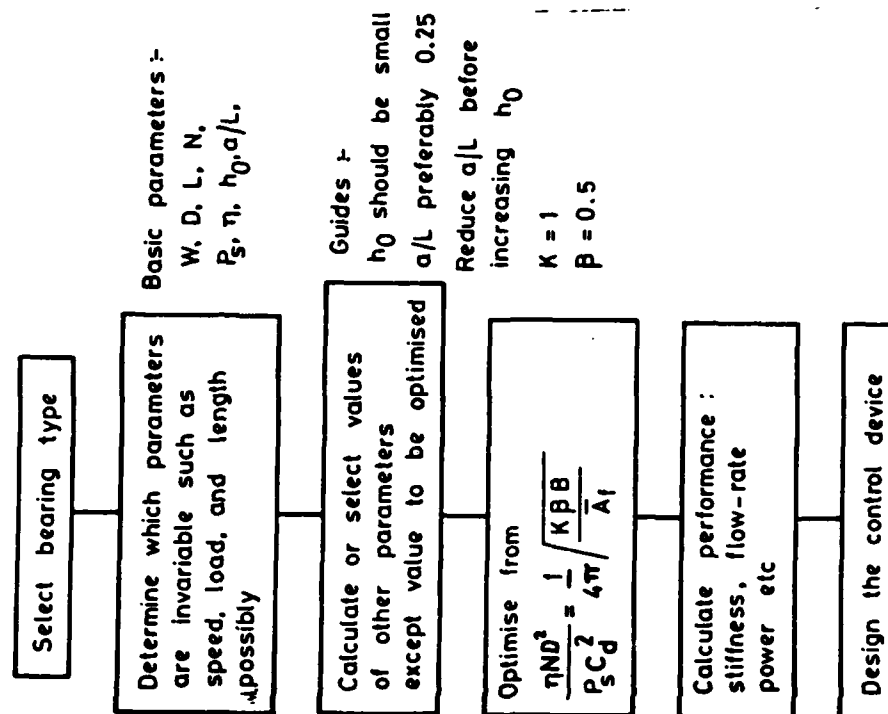 Select bearing type
Determine which parameters
are invariable such as
speed, load, and length
possibly
Basic parameters :-
W, D, L, N,
Ps, η, h0, a/L,
Calculate or select values
of other parameters
except value to be optimised
Guides :-
h0 should be small
a/L preferably 0.25
Reduce a/L before
increasing h0
K = 1
β = 0.5
Optimise from
ηND²/PsCd² = 1/4π √(KβB/Āf)
Calculate performance :
stiffness, flow-rate
power etc
Design the control device